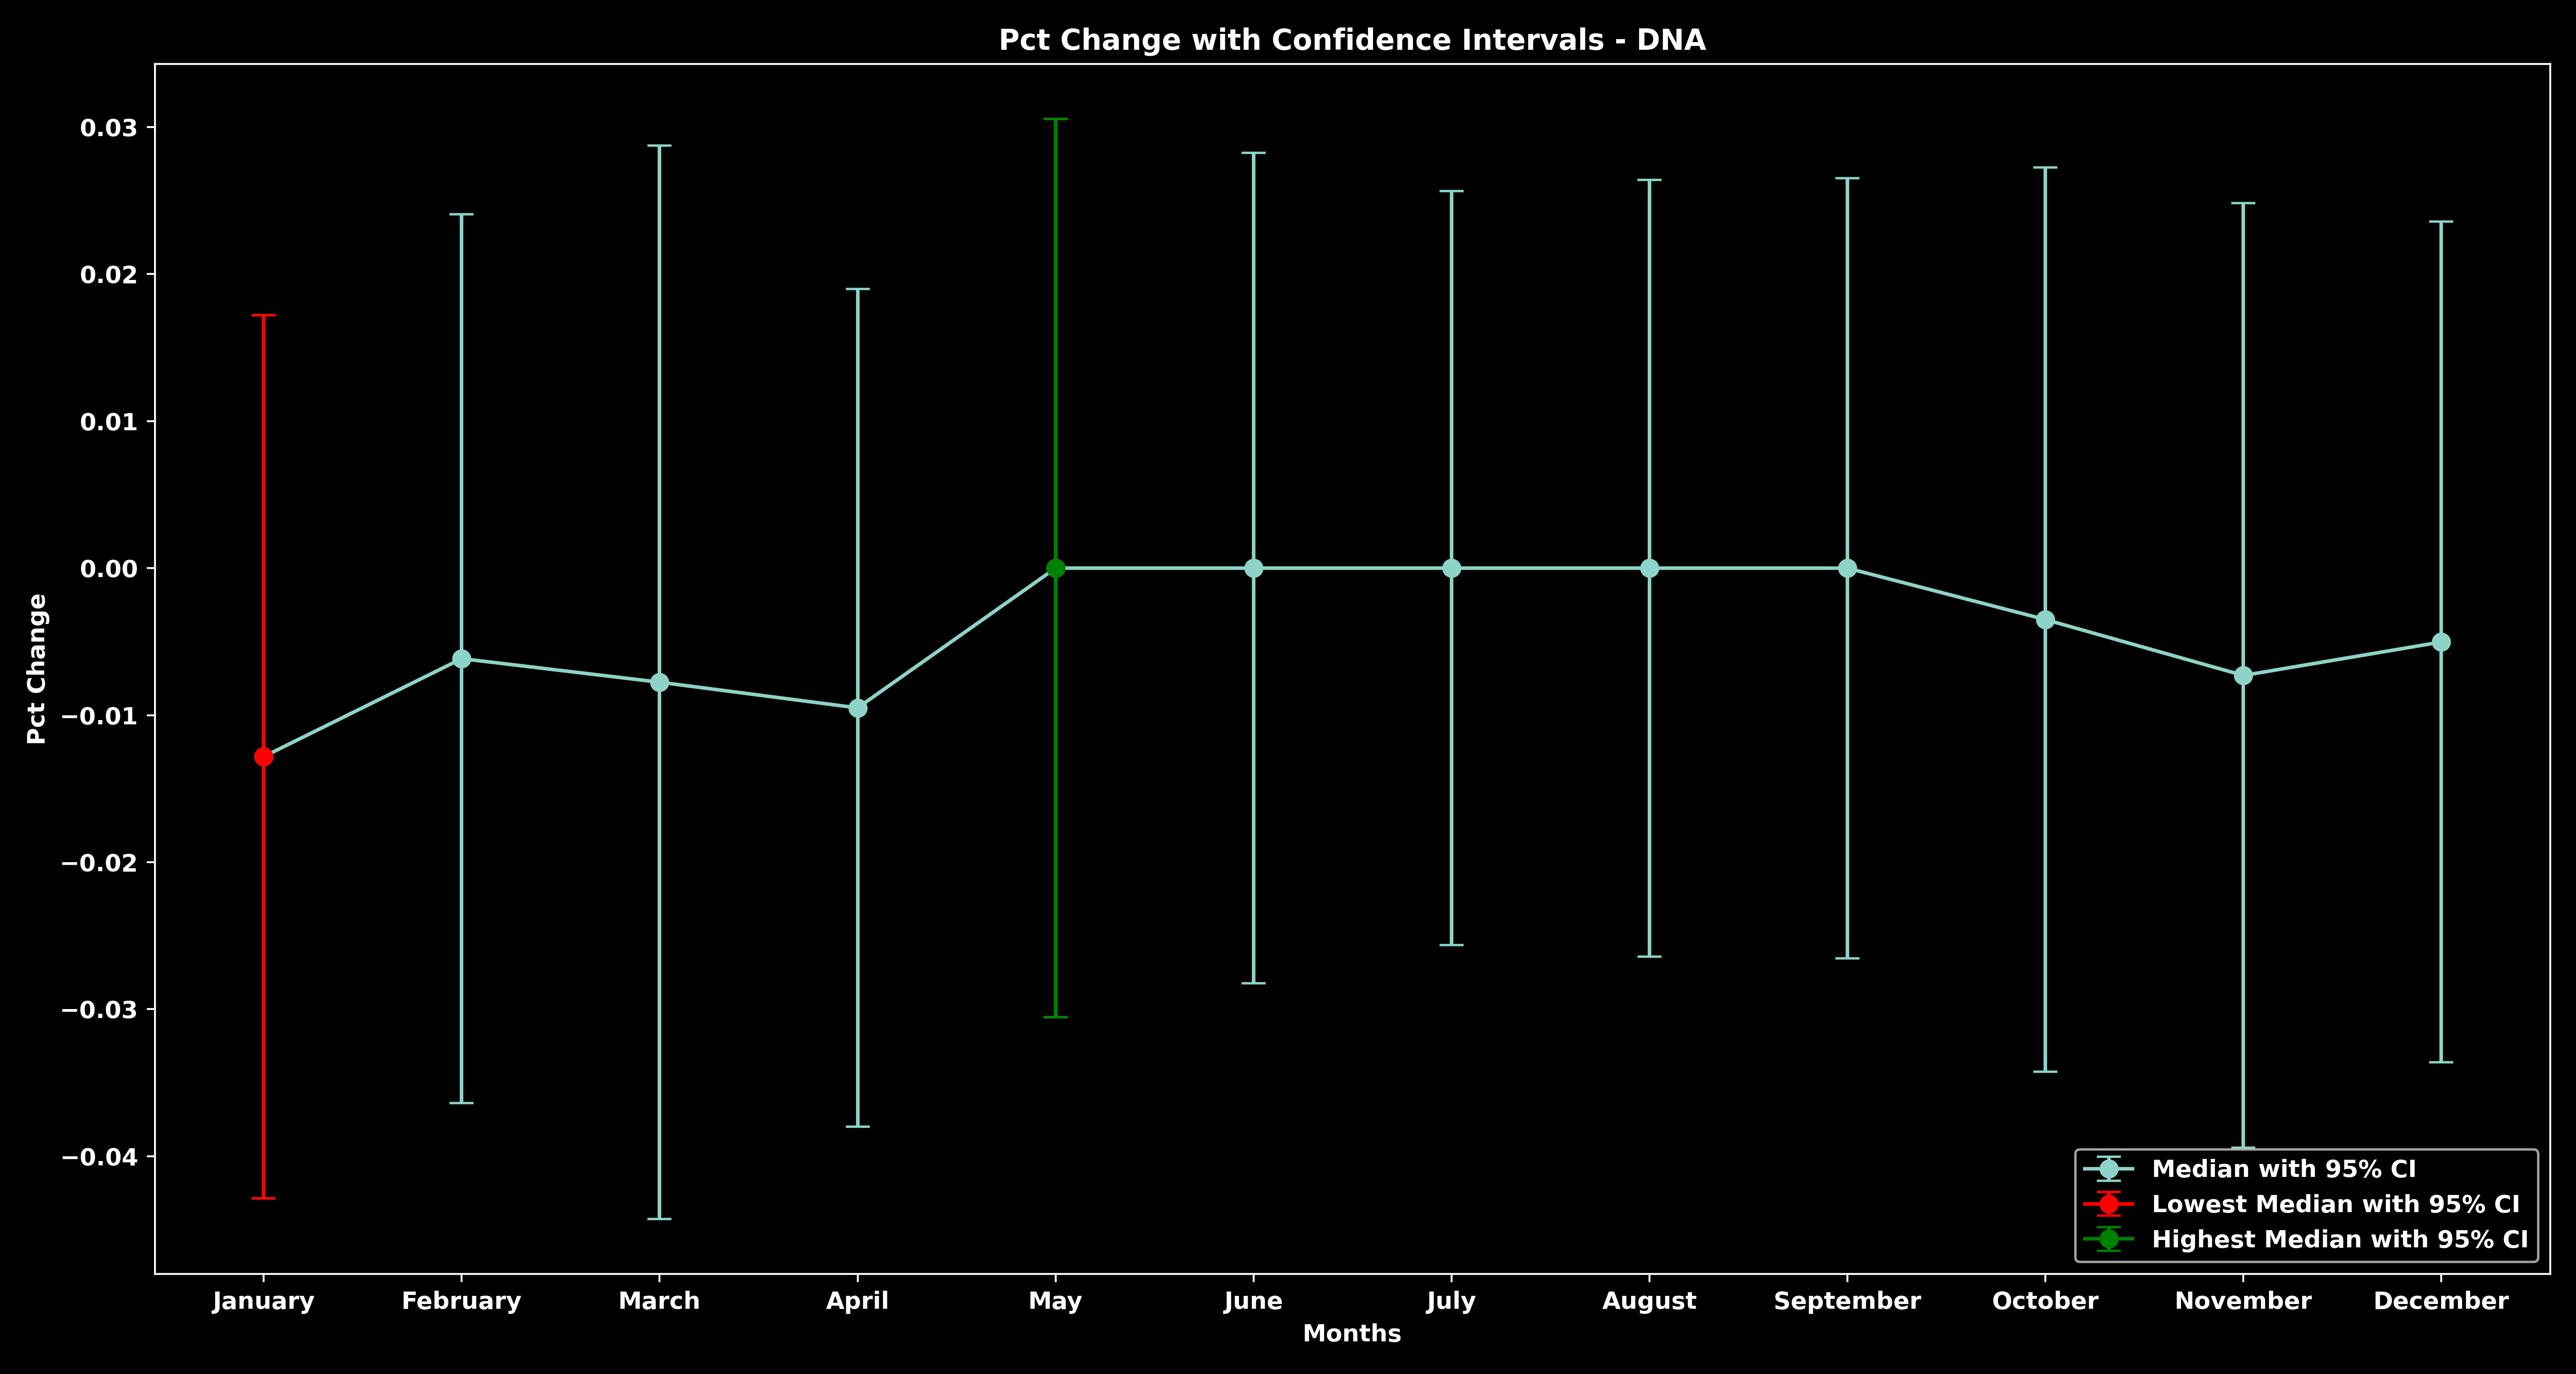 Pct Change with Confidence Intervals - DNA
Pct Change
0.03
0.02
0.01
0.00
−0.01
−0.02
−0.03
−0.04
January February March April May June July August September October November December
Months
Median with 95% CI
Lowest Median with 95% CI
Highest Median with 95% CI